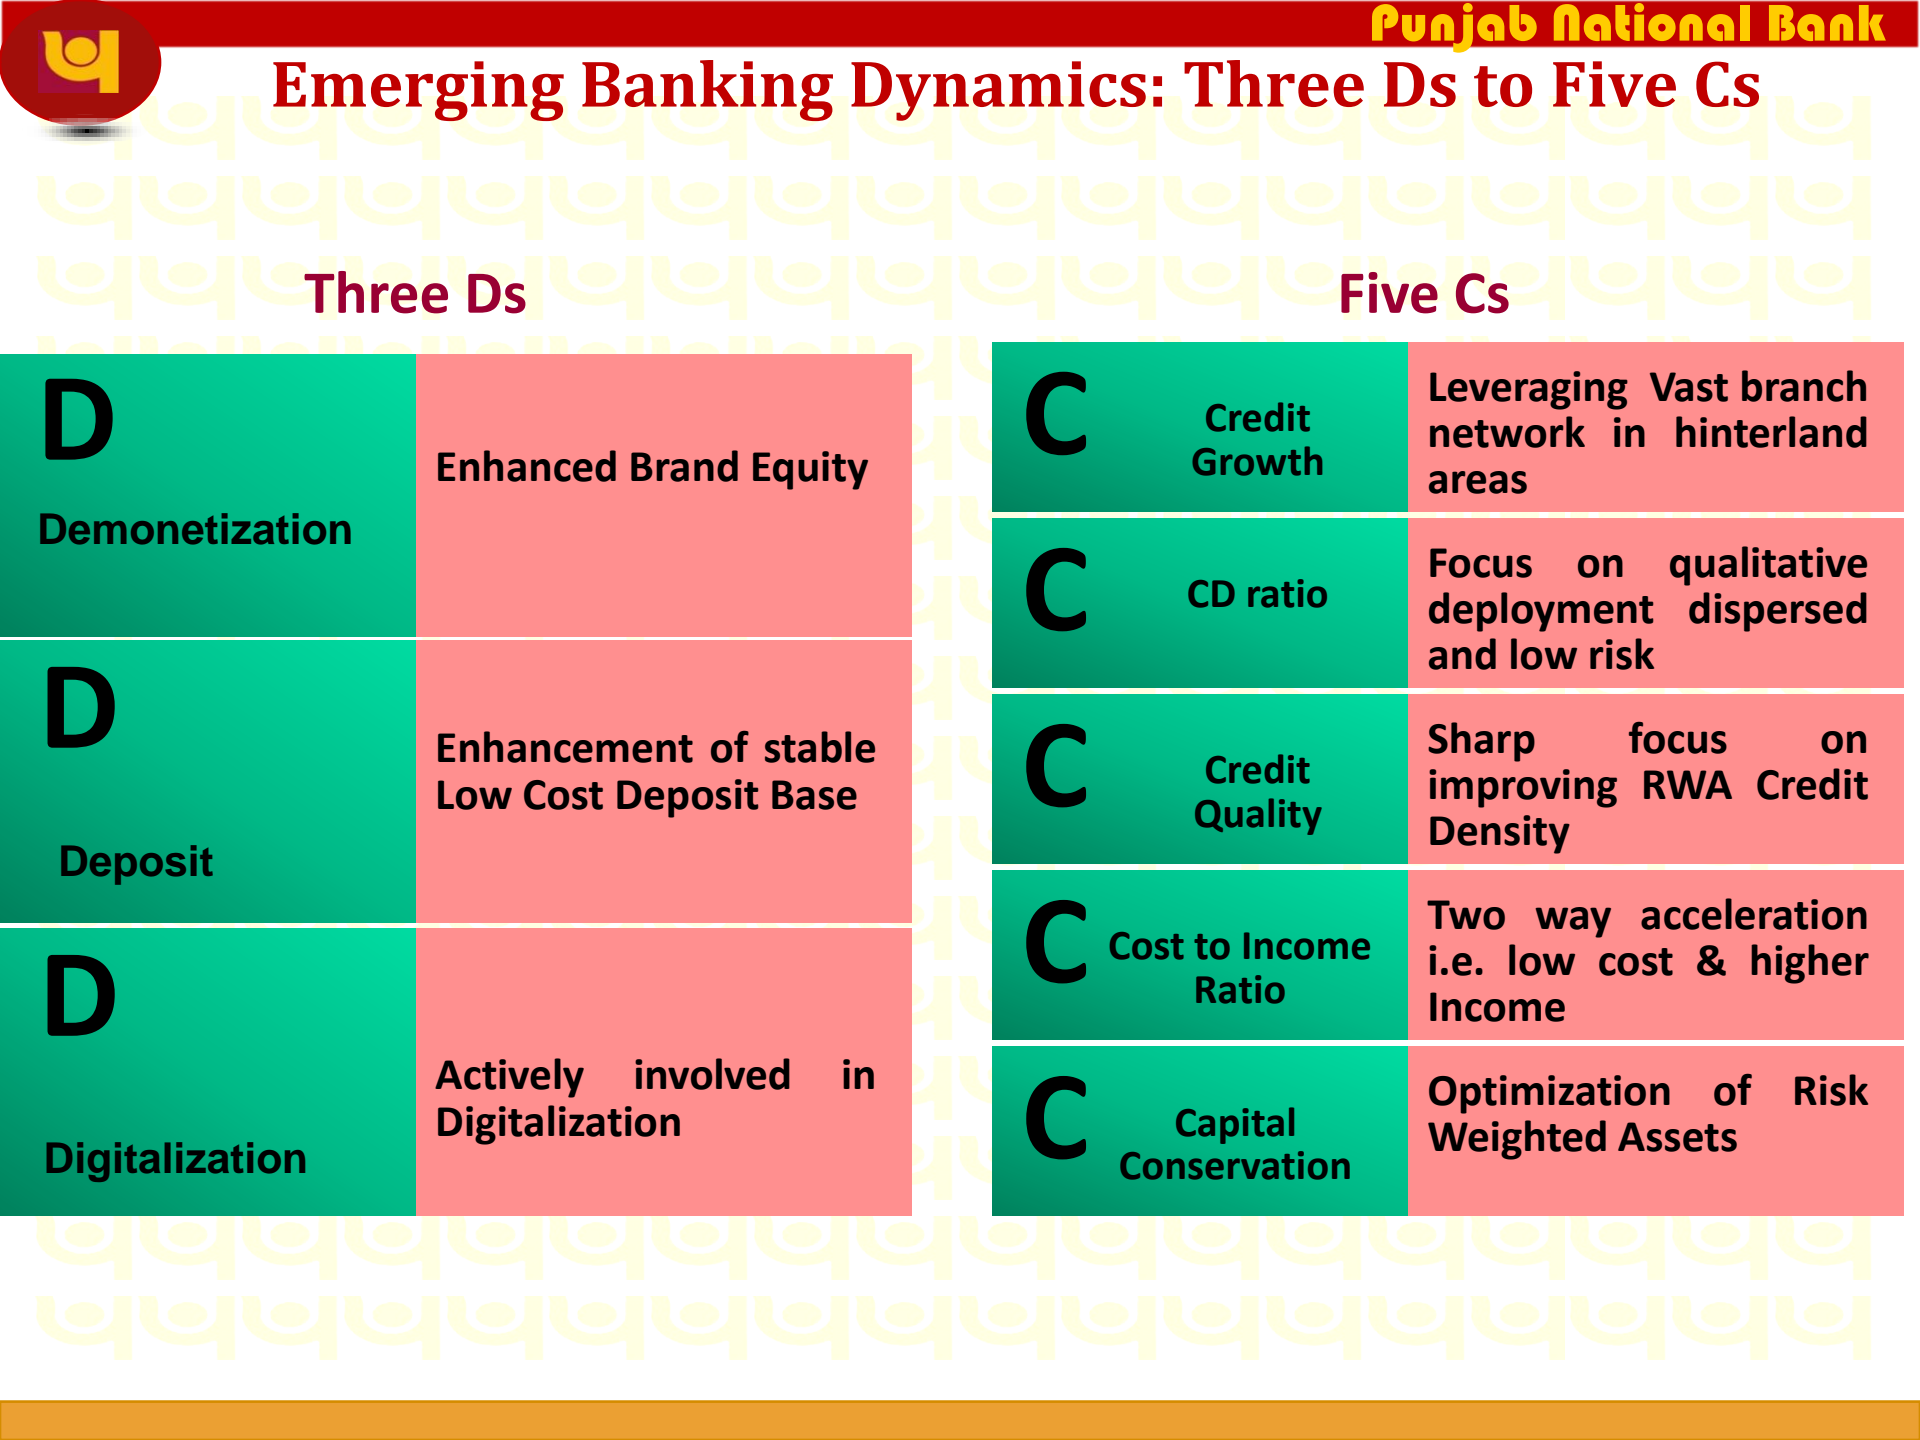 Punjab National Bank
Emerging Banking Dynamics: Three Ds to Five Cs
Three Ds
D
Demonetization
Enhanced Brand Equity
D
Deposit
Enhancement of stable
Low Cost Deposit Base
D
Digitalization
Actively involved in
Digitalization
Five Cs
C
Credit
Growth
Leveraging Vast branch
network in hinterland
areas
C
CD ratio
Focus on qualitative
deployment dispersed
and low risk
C
Credit
Quality
Sharp focus on
improving RWA Credit
Density
C
Cost to Income
Ratio
Two way acceleration
i.e. low cost & higher
Income
C
Capital
Conservation
Optimization of Risk
Weighted Assets